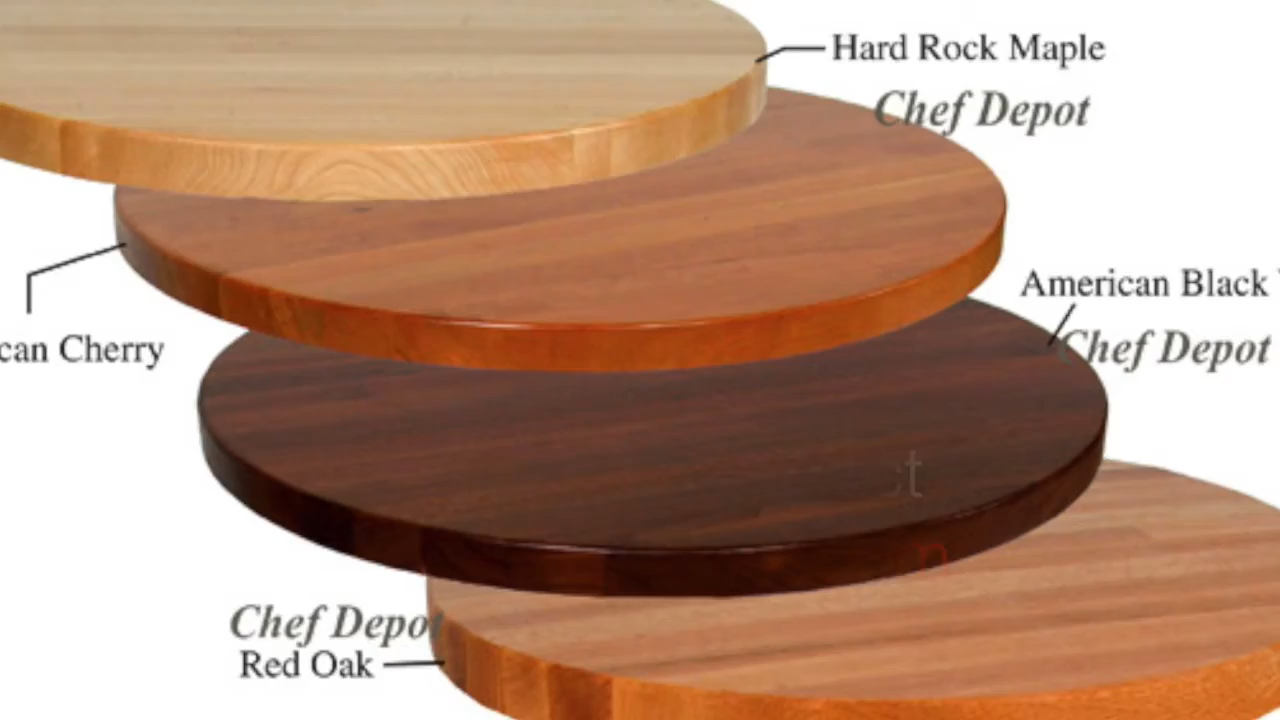 Hard Rock Maple
Chef Depot
American Black
Chef Depot
can Cherry
Chef Depot
Red Oak